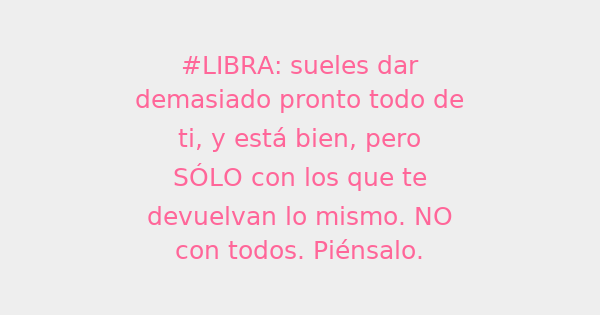 #LIBRA: sueles dar
demasiado pronto todo de
ti, y está bien, pero
SÓLO con los que te
devuelvan lo mismo. NO
con todos. Piénsalo.